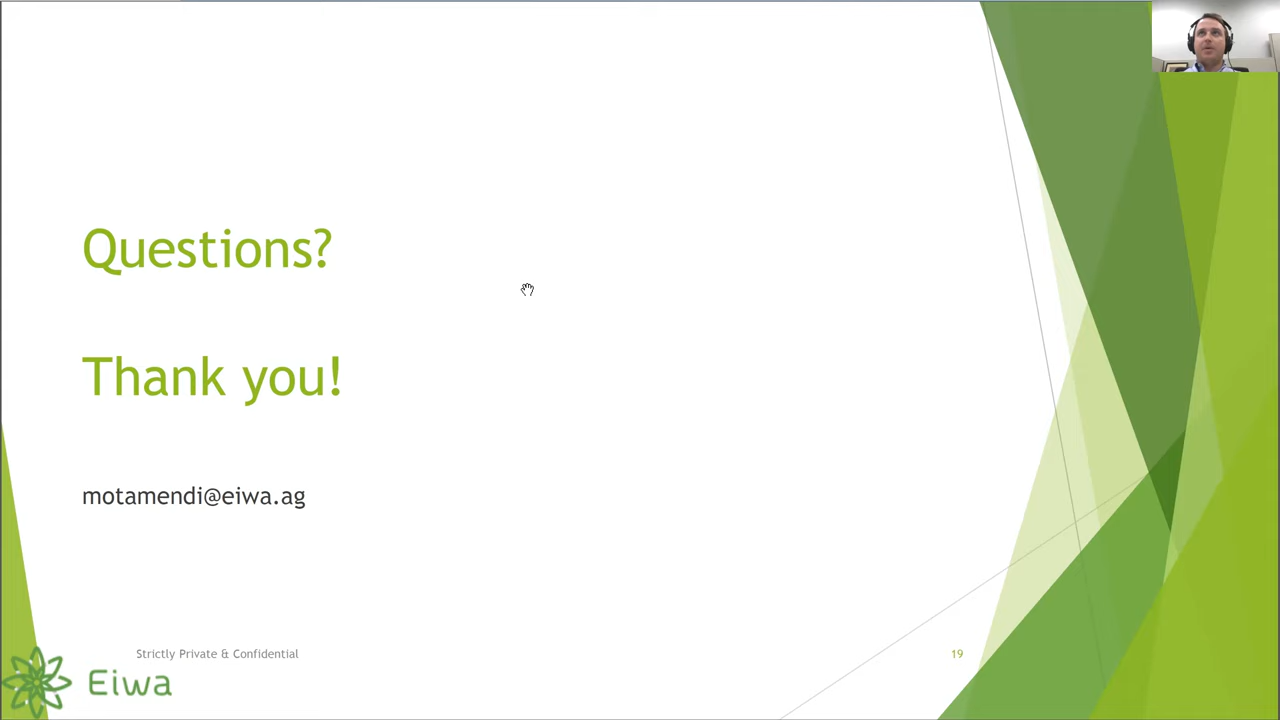 Questions?
Thank you!
motamendi@eiwa.ag
Strictly Private & Confidential
19
Eiwa